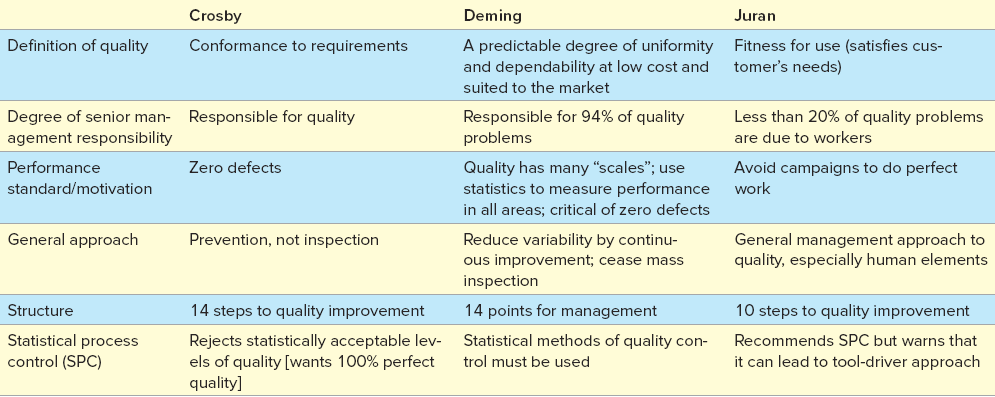 Crosby Deming Juran
Definition of quality Conformance to requirements A predictable degree of uniformity Fitness for use (satisfies cus-
and dependability at low cost and tomer’s needs)
suited to the market
Degree of senior man- Responsible for quality Responsible for 94% of quality Less than 20% of quality problems
agement responsibility problems are due to workers
Performance Zero defects Quality has many “scales”; use Avoid campaigns to do perfect
standard/motivation statistics to measure performance work
in all areas; critical of zero defects
General approach Prevention, not inspection Reduce variability by continu- General management approach to
ous improvement; cease mass quality, especially human elements
inspection
Structure 14 steps to quality improvement 14 points for management 10 steps to quality improvement
Statistical process Rejects statistically acceptable lev- Statistical methods of quality con- Recommends SPC but warns that
control (SPC) els of quality [wants 100% perfect trol must be used it can lead to tool-driver approach
quality]